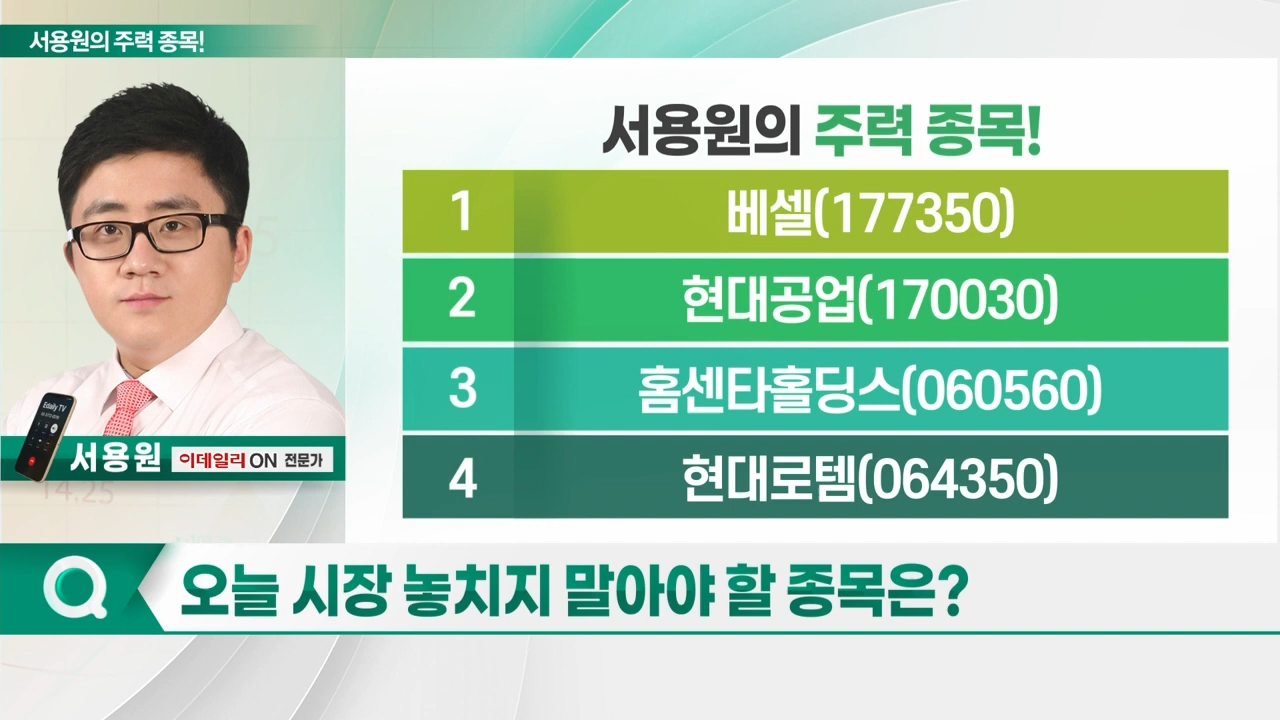 서용원의 주력 종목!
서용원의 주력 종목!
1 베셀(177350)
2 현대공업(170030)
3 홈센타홀딩스(060560)
4 현대로템(064350)
Edaily TV
서용원 이데일리 ON 전문가
14.25
오늘 시장 놓치지 말아야 할 종목은?